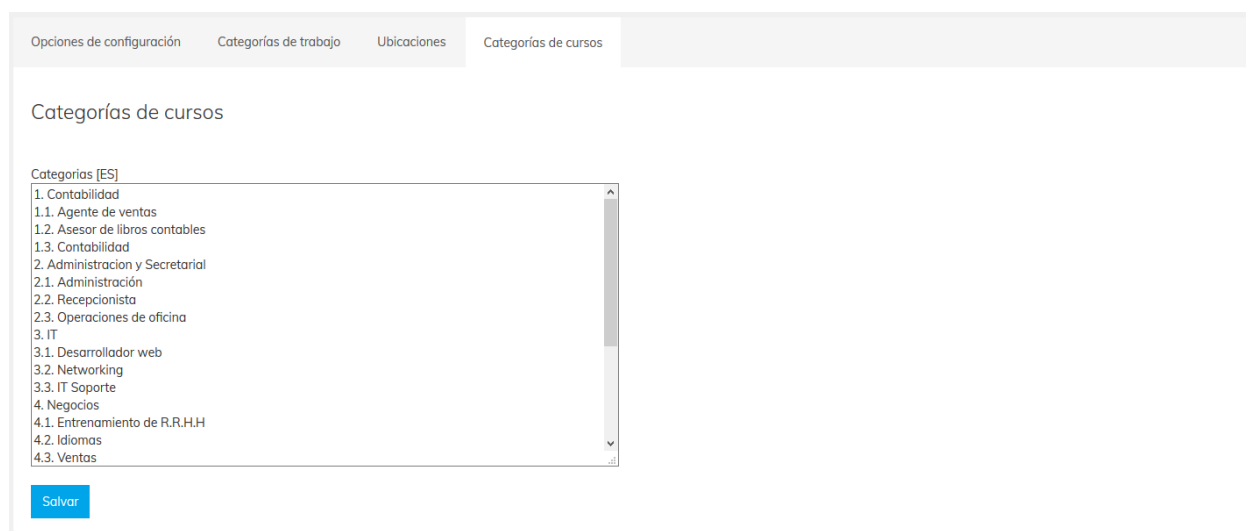 Opciones de configuración Categorías de trabajo Ubicaciones Categorías de cursos
Categorías de cursos
Categorias [ES]
1. Contabilidad
1.1. Agente de ventas
1.2. Asesor de libros contables
1.3. Contabilidad
2. Administracion y Secretarial
2.1. Administración
2.2. Recepcionista
2.3. Operaciones de oficina
3. IT
3.1. Desarrollador web
3.2. Networking
3.3. IT Soporte
4. Negocios
4.1. Entrenamiento de R.R.H.H
4.2. Idiomas
4.3. Ventas
Salvar